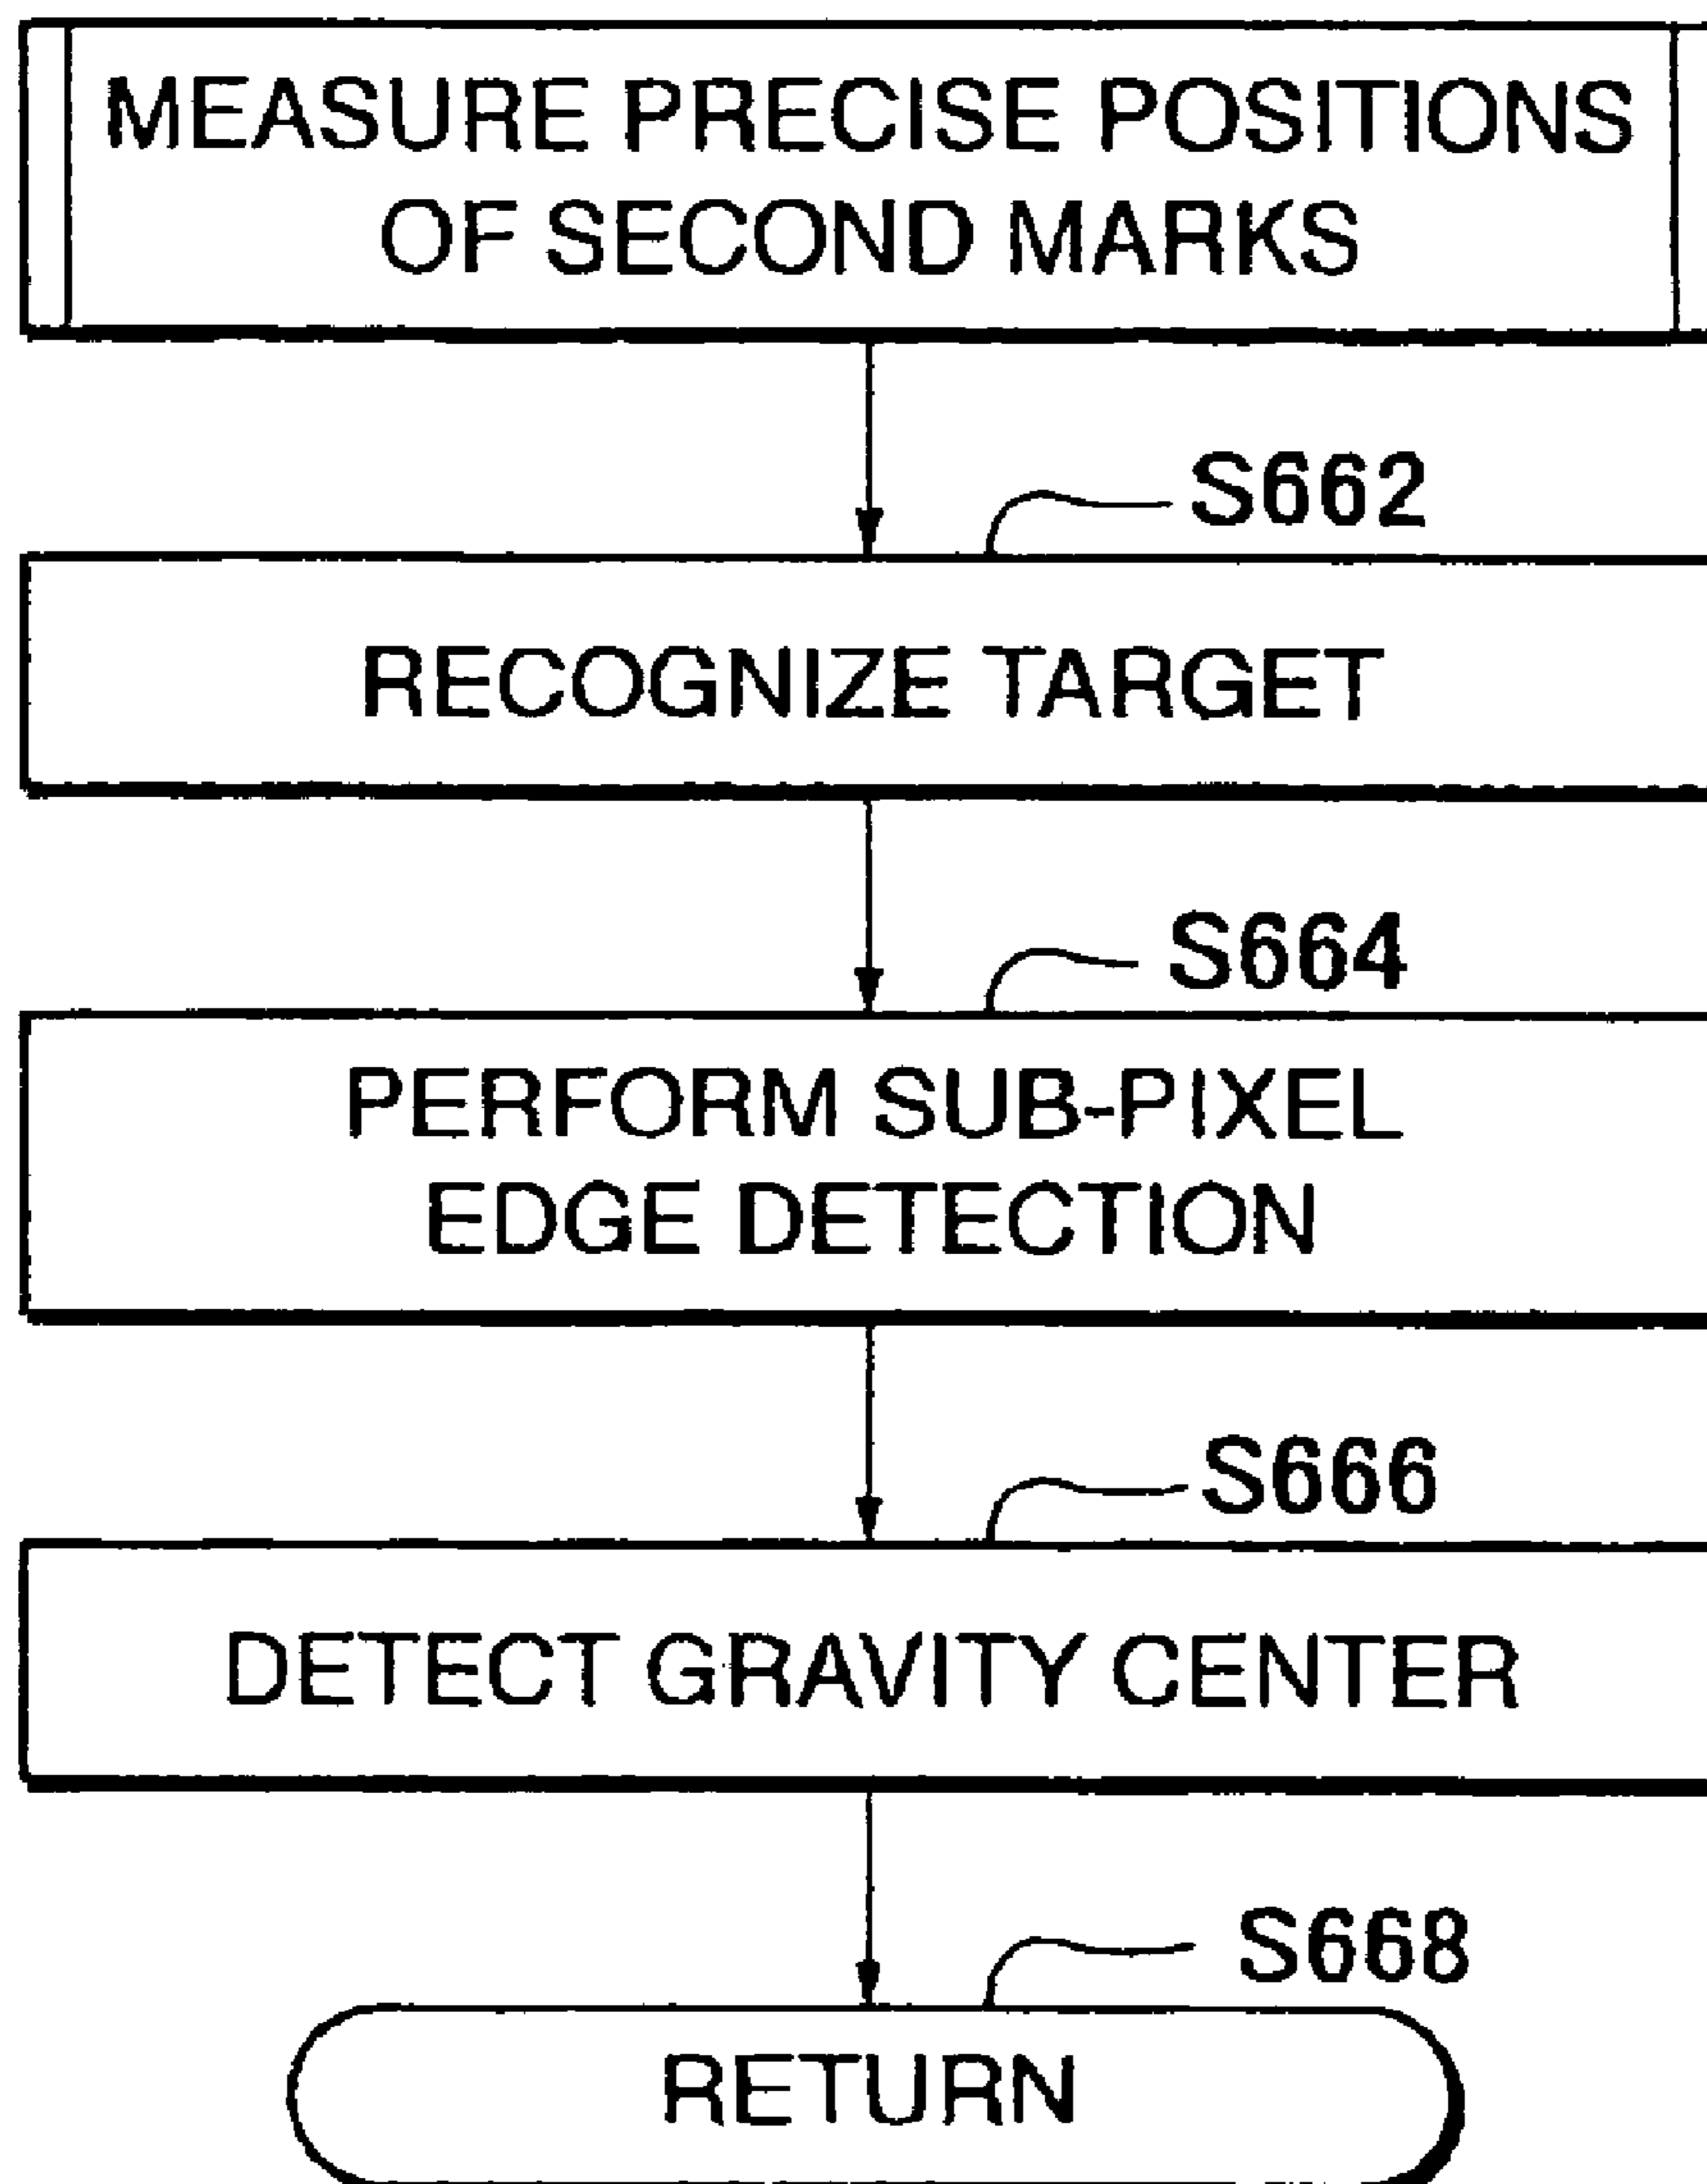 MEASURE PRECISE POSITIONS
OF SECOND MARKS
S662
RECOGNIZE TARGET
S664
PERFORM SUB-PIXEL
EDGE DETECTION
S666
DETECT GRAVITY CENTER
S668
RETURN